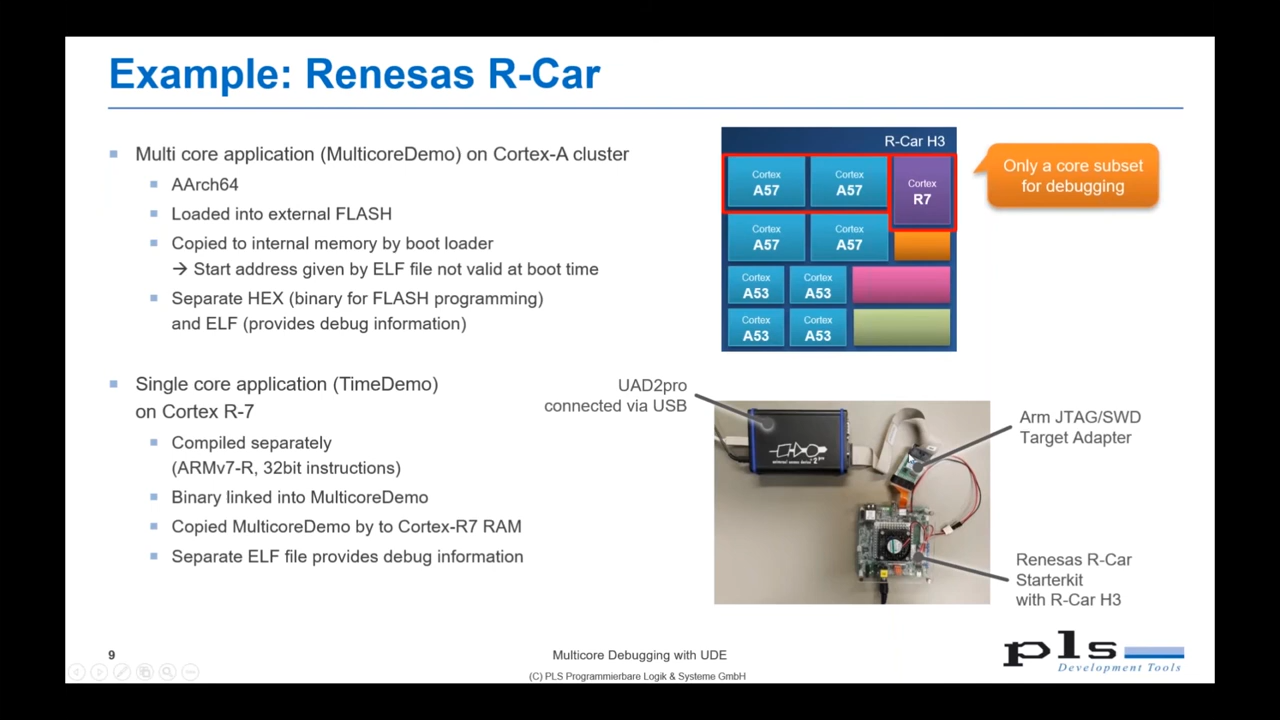 Example: Renesas R-Car
Multi core application (MulticoreDemo) on Cortex-A cluster
AArch64
Loaded into external FLASH
Copied to internal memory by boot loader
→ Start address given by ELF file not valid at boot time
Separate HEX (binary for FLASH programming)
and ELF (provides debug information)
Single core application (TimeDemo)
on Cortex R-7
Compiled separately
(ARMv7-R, 32bit instructions)
Binary linked into MulticoreDemo
Copied MulticoreDemo by to Cortex-R7 RAM
Separate ELF file provides debug information
R-Car H3
Cortex
A57
Cortex
A57
Cortex
R7
Cortex
A57
Cortex
A57
Cortex
A53
Cortex
A53
Cortex
A53
Cortex
A53
Only a core subset
for debugging
UAD2pro
connected via USB
Arm JTAG/SWD
Target Adapter
Renesas R-Car
Starterkit
with R-Car H3
9
Multicore Debugging with UDE
(C) PLS Programmierbare Logik & Systeme GmbH
pls
Development Tools